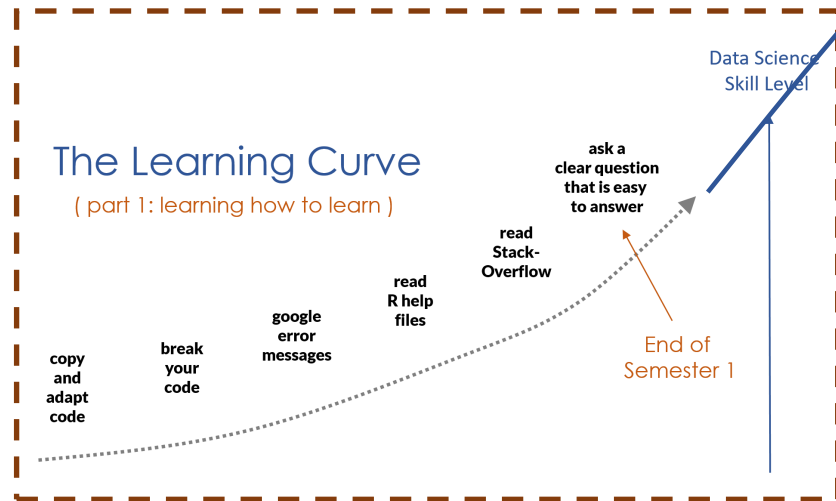 The Learning Curve
( part 1: learning how to learn )
copy
and
adapt
code
break
your
code
google
error
messages
read
R help
files
read
Stack-
Overflow
ask a
clear question
that is easy
to answer
End of
Semester 1
Data Science
Skill Level